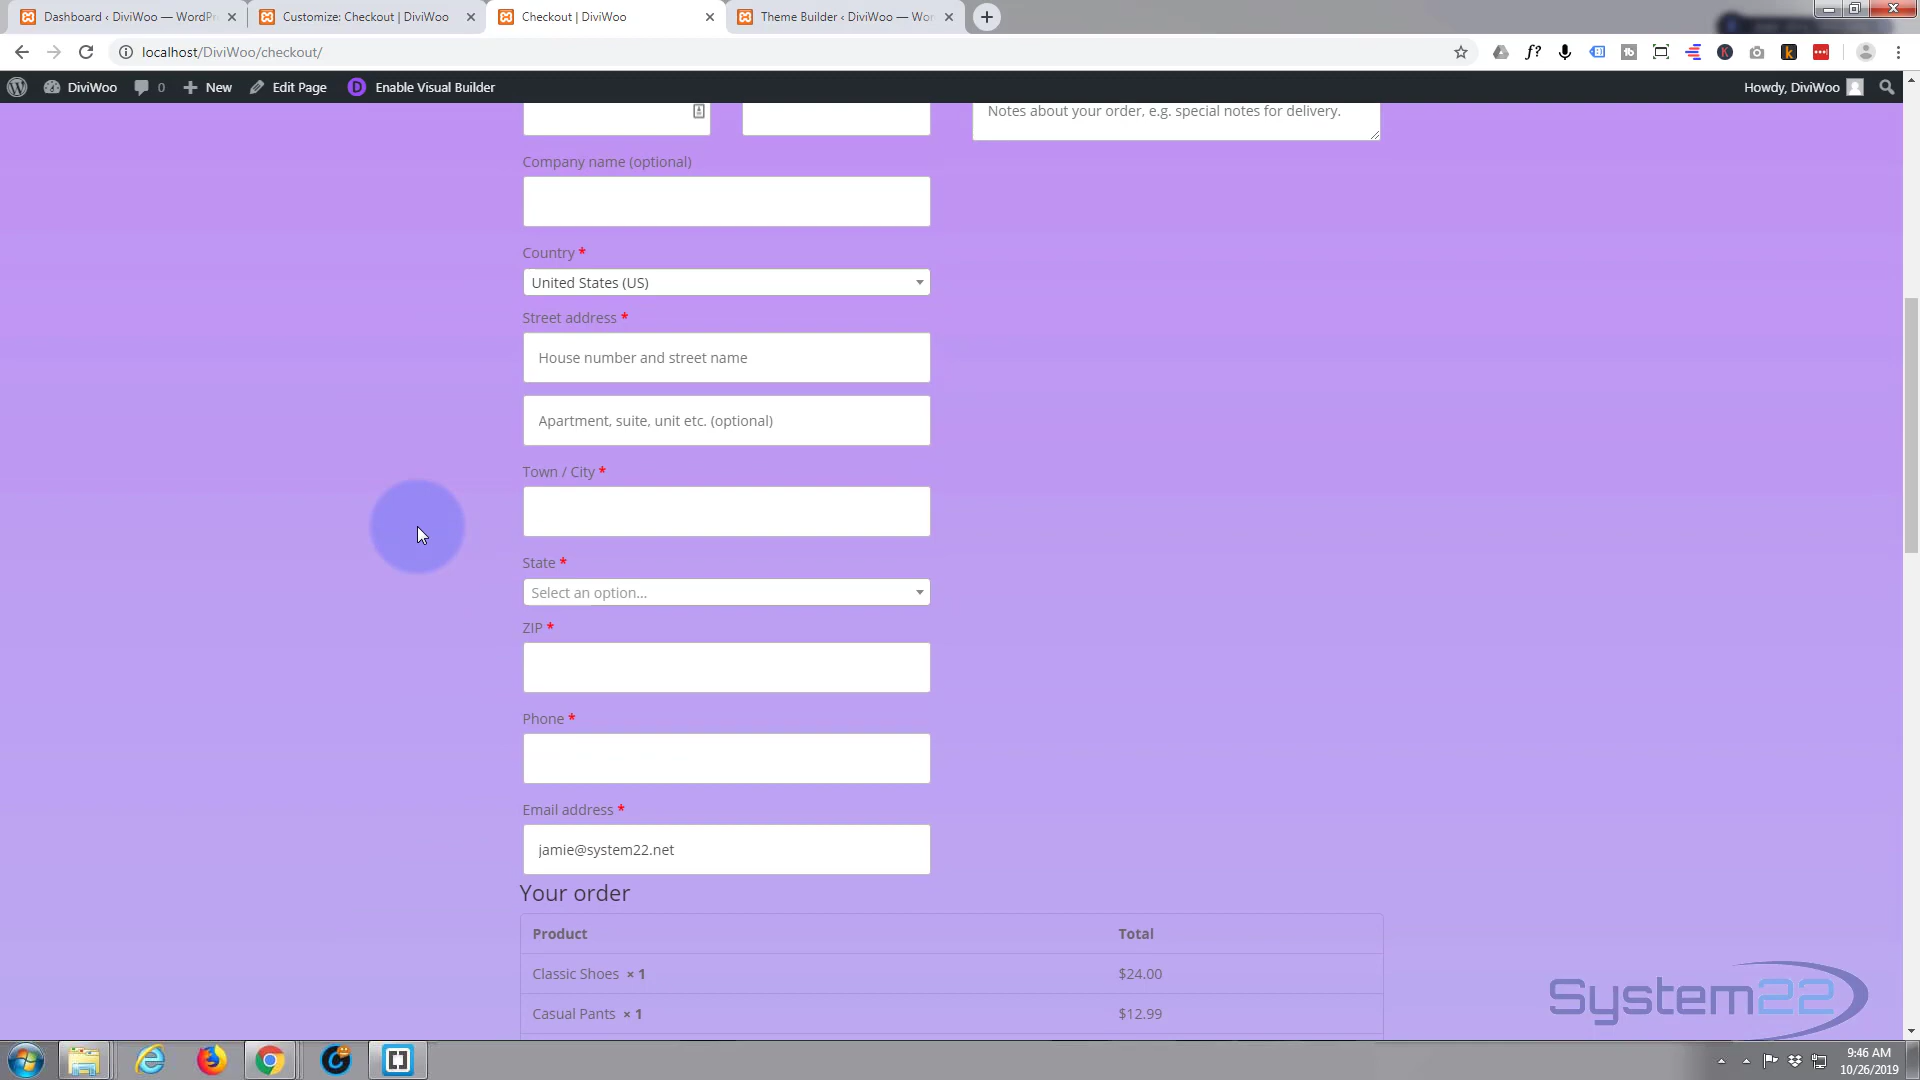 Dashboard ‹ DiviWoo — WordPr
Customize: Checkout | DiviWoo
Checkout | DiviWoo
Theme Builder ‹ DiviWoo — Wor
localhost/DiviWoo/checkout/
f?
DiviWoo
0
New
Edit Page
D
Enable Visual Builder
Howdy, DiviWoo
Notes about your order, e.g. special notes for delivery.
Company name (optional)
Country *
United States (US)
Street address *
House number and street name
Apartment, suite, unit etc. (optional)
Town / City *
State *
Select an option...
ZIP *
Phone *
Email address *
jamie@system22.net
Your order
Product Total
Classic Shoes × 1 $24.00
Casual Pants × 1 $12.99
System22
9:46 AM
10/26/2019